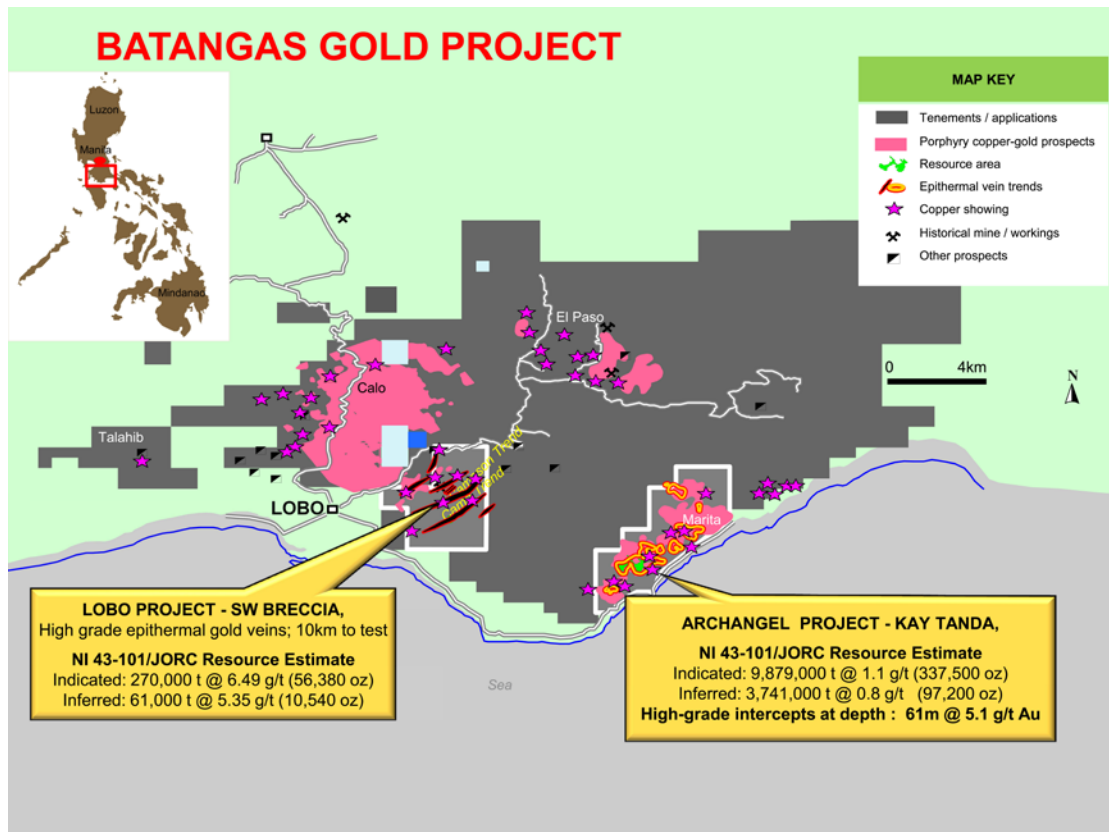 BATANGAS GOLD PROJECT
Luzon
Manila
Mindanao
MAP KEY
Tenements / applications
Porphyry copper-gold prospects
Resource area
Epithermal vein trends
Copper showing
Historical mine / workings
Other prospects
El Paso
0 4km
N
Calo
Talahib
Trend
Trend
LOBO
Marita
LOBO PROJECT - SW BRECCIA,
High grade epithermal gold veins; 10km to test
NI 43-101/JORC Resource Estimate
Indicated: 270,000 t @ 6.49 g/t (56,380 oz)
Inferred: 61,000 t @ 5.35 g/t (10,540 oz)
ARCHANGEL PROJECT - KAY TANDA,
NI 43-101/JORC Resource Estimate
Indicated: 9,879,000 t @ 1.1 g/t (337,500 oz)
Inferred: 3,741,000 t @ 0.8 g/t (97,200 oz)
High-grade intercepts at depth : 61m @ 5.1 g/t Au
Sea